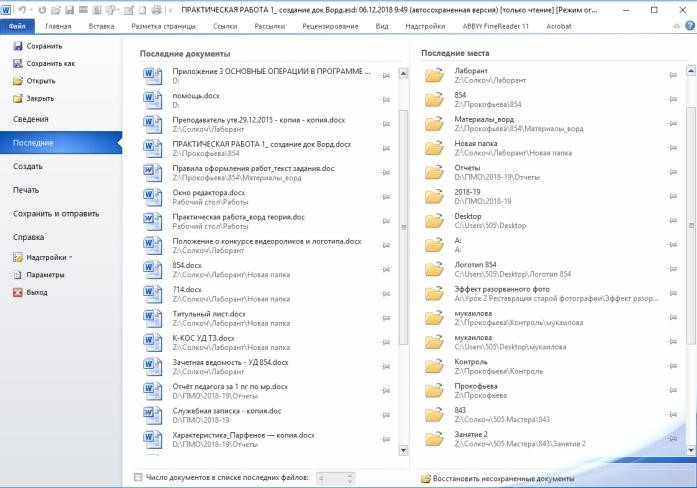 ПРАКТИЧЕСКАЯ РАБОТА 1_ создание док Ворд.asd: 06.12.2018 9:49 (автосохраненная версия) [только чтение] [Режим ог...
Файл Главная Вставка Разметка страницы Ссылки Рассылки Рецензирование Вид Надстройки ABBYY FineReader 11 Acrobat
Сохранить
Сохранить как
Открыть
Закрыть
Сведения
Последние
Создать
Печать
Сохранить и отправить
Справка
Надстройки
Параметры
Выход
Последние документы
Приложение 3 ОСНОВНЫЕ ОПЕРАЦИИ В ПРОГРАММЕ ...
D:
помощь.docx
D:
Преподаватель утв.29.12.2015 - копия - копия.docx
Z:\Солкоч\Лаборант
ПРАКТИЧЕСКАЯ РАБОТА 1_ создание док Ворд.docx
Z:\Прокофьева\854
Правила оформления работ_текст задания.doc
Z:\Прокофьева\854\Материалы_ворд
Окно редактора.docx
Рабочий стол\Работы
Практическая работа_ворд теория.doc
Рабочий стол\Работы
Положение о конкурсе видеороликов и логотипа.docx
Z:\Солкоч\Лаборант
854.docx
Z:\Солкоч\Лаборант\Новая папка
714.docx
Z:\Солкоч\Лаборант\Новая папка
Титульный лист.docx
Z:\Солкоч\Лаборант\Новая папка
К-КОС УД ТЗ.docx
Z:\Солкоч\Лаборант
Зачетная ведомость - УД 854.docx
Z:\Солкоч\Лаборант
Отчёт педагога за 1 пг по мр.docx
D:\ПМО\2018-19\Отчеты
Служебная записка - копия.doc
D:\ПМО\2018-19
Характеристика_Парфенов — копия.docx
D:\ПМО\2018-19\Отчеты
Число документов в списке последних файлов: 4
Последние места
Лаборант
Z:\Солкоч\Лаборант
854
Z:\Прокофьева\854
Материалы_ворд
Z:\Прокофьева\854\Материалы_ворд
Новая папка
Z:\Солкоч\Лаборант\Новая папка
Отчеты
D:\ПМО\2018-19\Отчеты
2018-19
D:\ПМО\2018-19
Desktop
C:\Users\505\Desktop
A:
A:
Логотип 854
C:\Users\505\Desktop\Логотип 854
Эффект разорванного фото
A:\Урок 2 Реставрация старой фотографии\Эффект разор...
мукаилова
Z:\Прокофьева\Контроль\мукаилова
мукаилова
C:\Users\505\Desktop\мукаилова
Контроль
Z:\Прокофьева\Контроль
Прокофьева
Z:\Прокофьева
843
Z:\Солкоч\505 Мастера\843
Занятие 2
Z:\Солкоч\505 Мастера\843\Занятие 2
Восстановить несохраненные документы